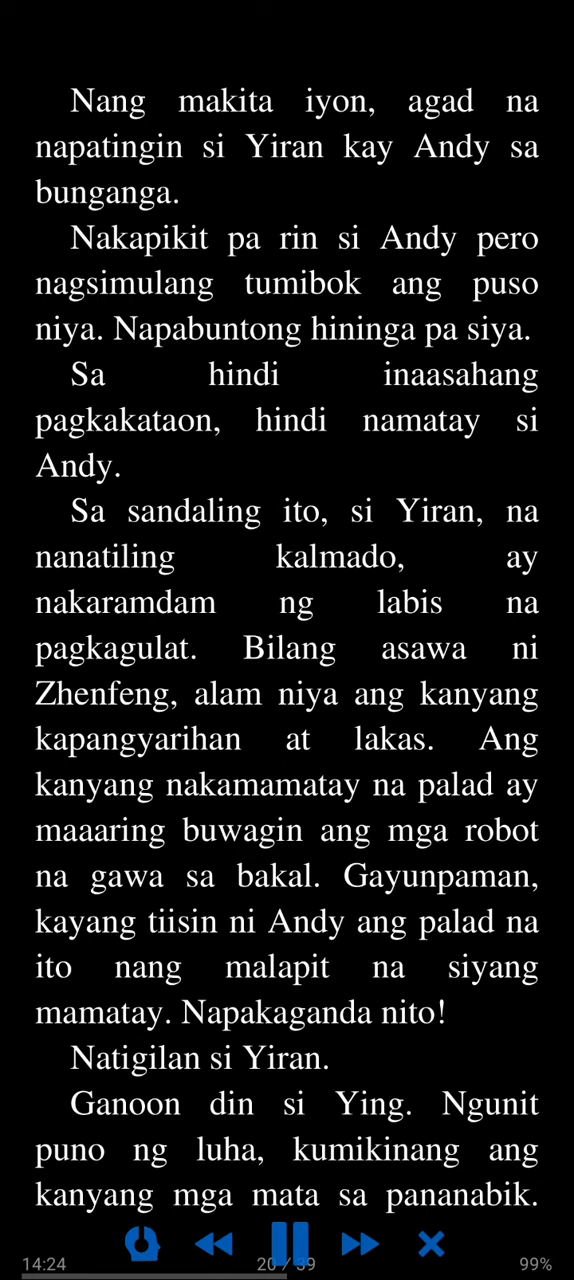 Nang makita iyon, agad na
napatingin si Yiran kay Andy sa
bunganga.
Nakapikit pa rin si Andy pero
nagsimulang tumibok ang puso
niya. Napabuntong hininga pa siya.
Sa hindi inaasahang
pagkakataon, hindi namatay si
Andy.
Sa sandaling ito, si Yiran, na
nanatiling kalmado, ay
nakaramdam ng labis na
pagkagulat. Bilang asawa ni
Zhenfeng, alam niya ang kanyang
kapangyarihan at lakas. Ang
kanyang nakamamatay na palad ay
maaaring buwagin ang mga robot
na gawa sa bakal. Gayunpaman,
kayang tiisin ni Andy ang palad na
ito nang malapit na siyang
mamatay. Napakaganda nito!
Natigilan si Yiran.
Ganoon din si Ying. Ngunit
puno ng luha, kumikinang ang
kanyang mga mata sa pananabik.
14:24 20 / 39 99%